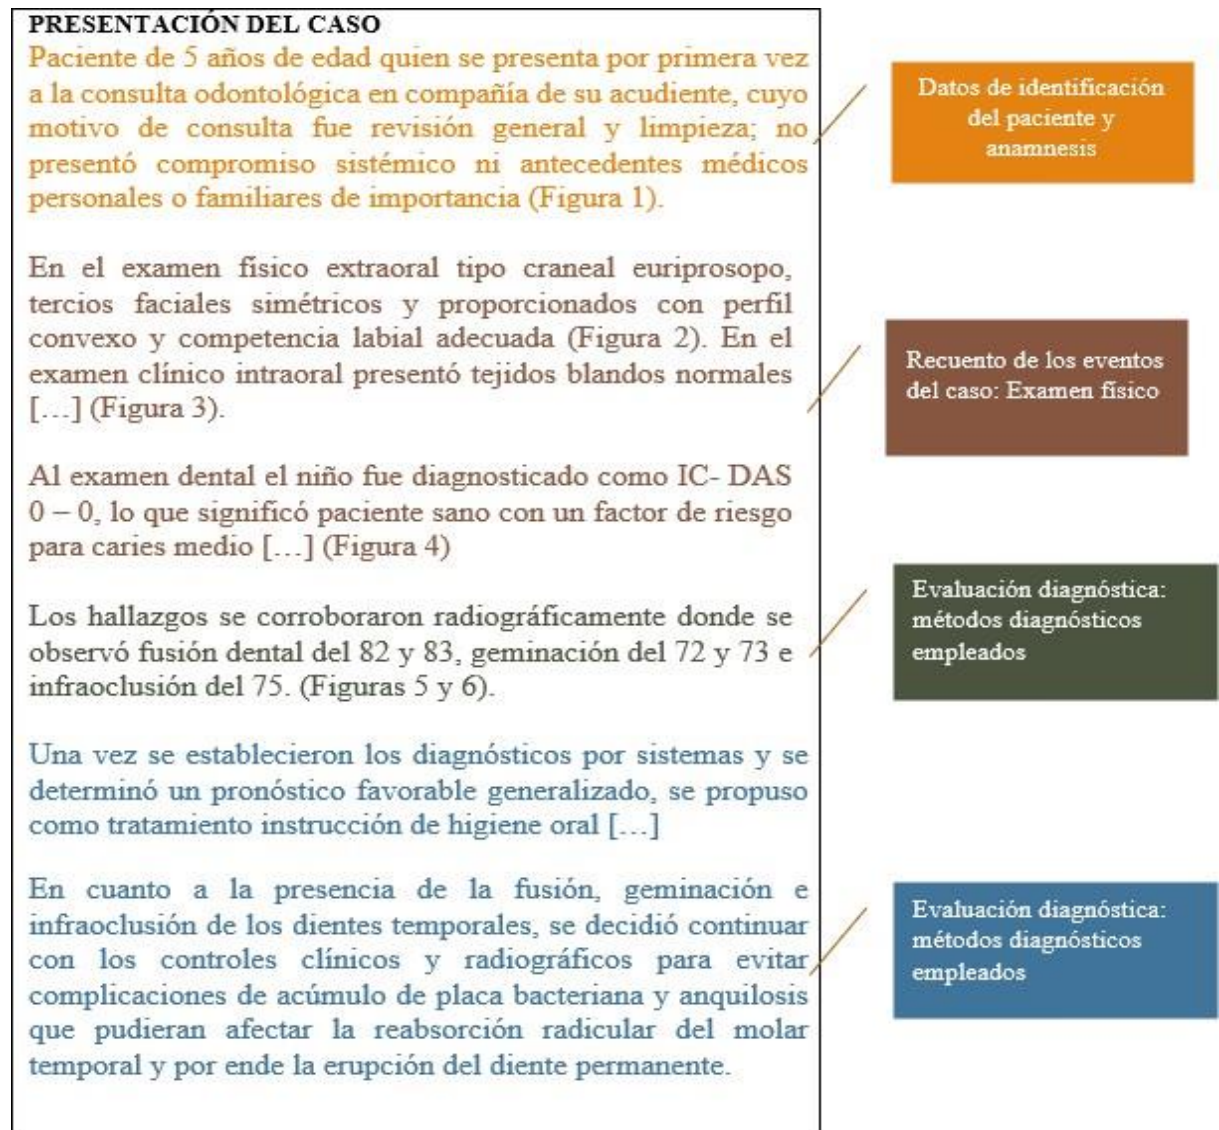 PRESENTACIÓN DEL CASO
Paciente de 5 años de edad quien se presenta por primera vez
a la consulta odontológica en compañía de su acudiente, cuyo
motivo de consulta fue revisión general y limpieza; no
presentó compromiso sistémico ni antecedentes médicos
personales o familiares de importancia (Figura 1).
Datos de identificación
del paciente y
anamnesis
En el examen físico extraoral tipo craneal euriprosopo,
tercios faciales simétricos y proporcionados con perfil
convexo y competencia labial adecuada (Figura 2). En el
examen clínico intraoral presentó tejidos blandos normales
[…] (Figura 3).
Recuento de los eventos
del caso: Examen físico
Al examen dental el niño fue diagnosticado como IC- DAS
0 – 0, lo que significó paciente sano con un factor de riesgo
para caries medio […] (Figura 4)
Los hallazgos se corroboraron radiográficamente donde se
observó fusión dental del 82 y 83, geminación del 72 y 73 e
infraoclusión del 75. (Figuras 5 y 6).
Evaluación diagnóstica:
métodos diagnósticos
empleados
Una vez se establecieron los diagnósticos por sistemas y se
determinó un pronóstico favorable generalizado, se propuso
como tratamiento instrucción de higiene oral […]
En cuanto a la presencia de la fusión, geminación e
infraoclusión de los dientes temporales, se decidió continuar
con los controles clínicos y radiográficos para evitar
complicaciones de acúmulo de placa bacteriana y anquilosis
que pudieran afectar la reabsorción radicular del molar
temporal y por ende la erupción del diente permanente.
Evaluación diagnóstica:
métodos diagnósticos
empleados